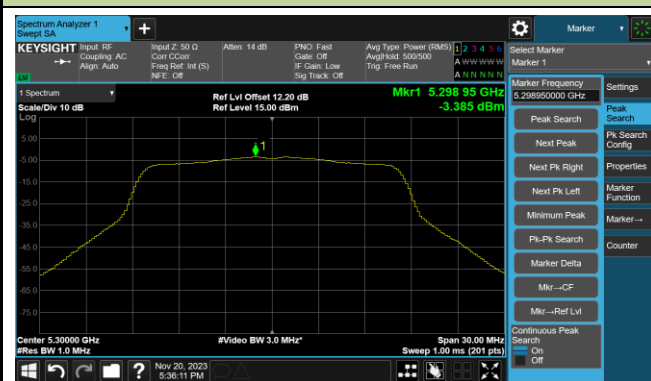 Spectrum Analyzer 1
Swept SA
+
Marker
KEYSIGHT
Input: RF
Coupling: AC
Align: Auto
Input Z: 50 Ω
Corr CCorr
Freq Ref: Int (S)
NFE: Off
Atten: 14 dB
PNO: Fast
Gate: Off
IF Gain: Low
Sig Track: Off
Avg Type: Power (RMS)
Avg|Hold: 500/500
Trig: Free Run
1 2 3 4 5 6
A W W W W W
A N N N N N
LVI
Select Marker
Marker 1
1 Spectrum
Scale/Div 10 dB
Log
Ref Lvl Offset 12.20 dB
Ref Level 15.00 dBm
Mkr1 5.298 95 GHz
-3.385 dBm
1
5.00
-5.00
-15.0
-25.0
-35.0
-45.0
-55.0
-65.0
-75.0
Center 5.30000 GHz
#Res BW 1.0 MHz
#Video BW 3.0 MHz*
Span 30.00 MHz
Sweep 1.00 ms (201 pts)
Marker Frequency
5.298950000 GHz
Peak Search
Next Peak
Next Pk Right
Next Pk Left
Minimum Peak
Pk-Pk Search
Marker Delta
Mkr→CF
Mkr→Ref Lvl
Continuous Peak
Search
On
Off
Settings
Peak
Search
Pk Search
Config
Properties
Marker
Function
Marker→
Counter
?
Nov 20, 2023
5:36:11 PM